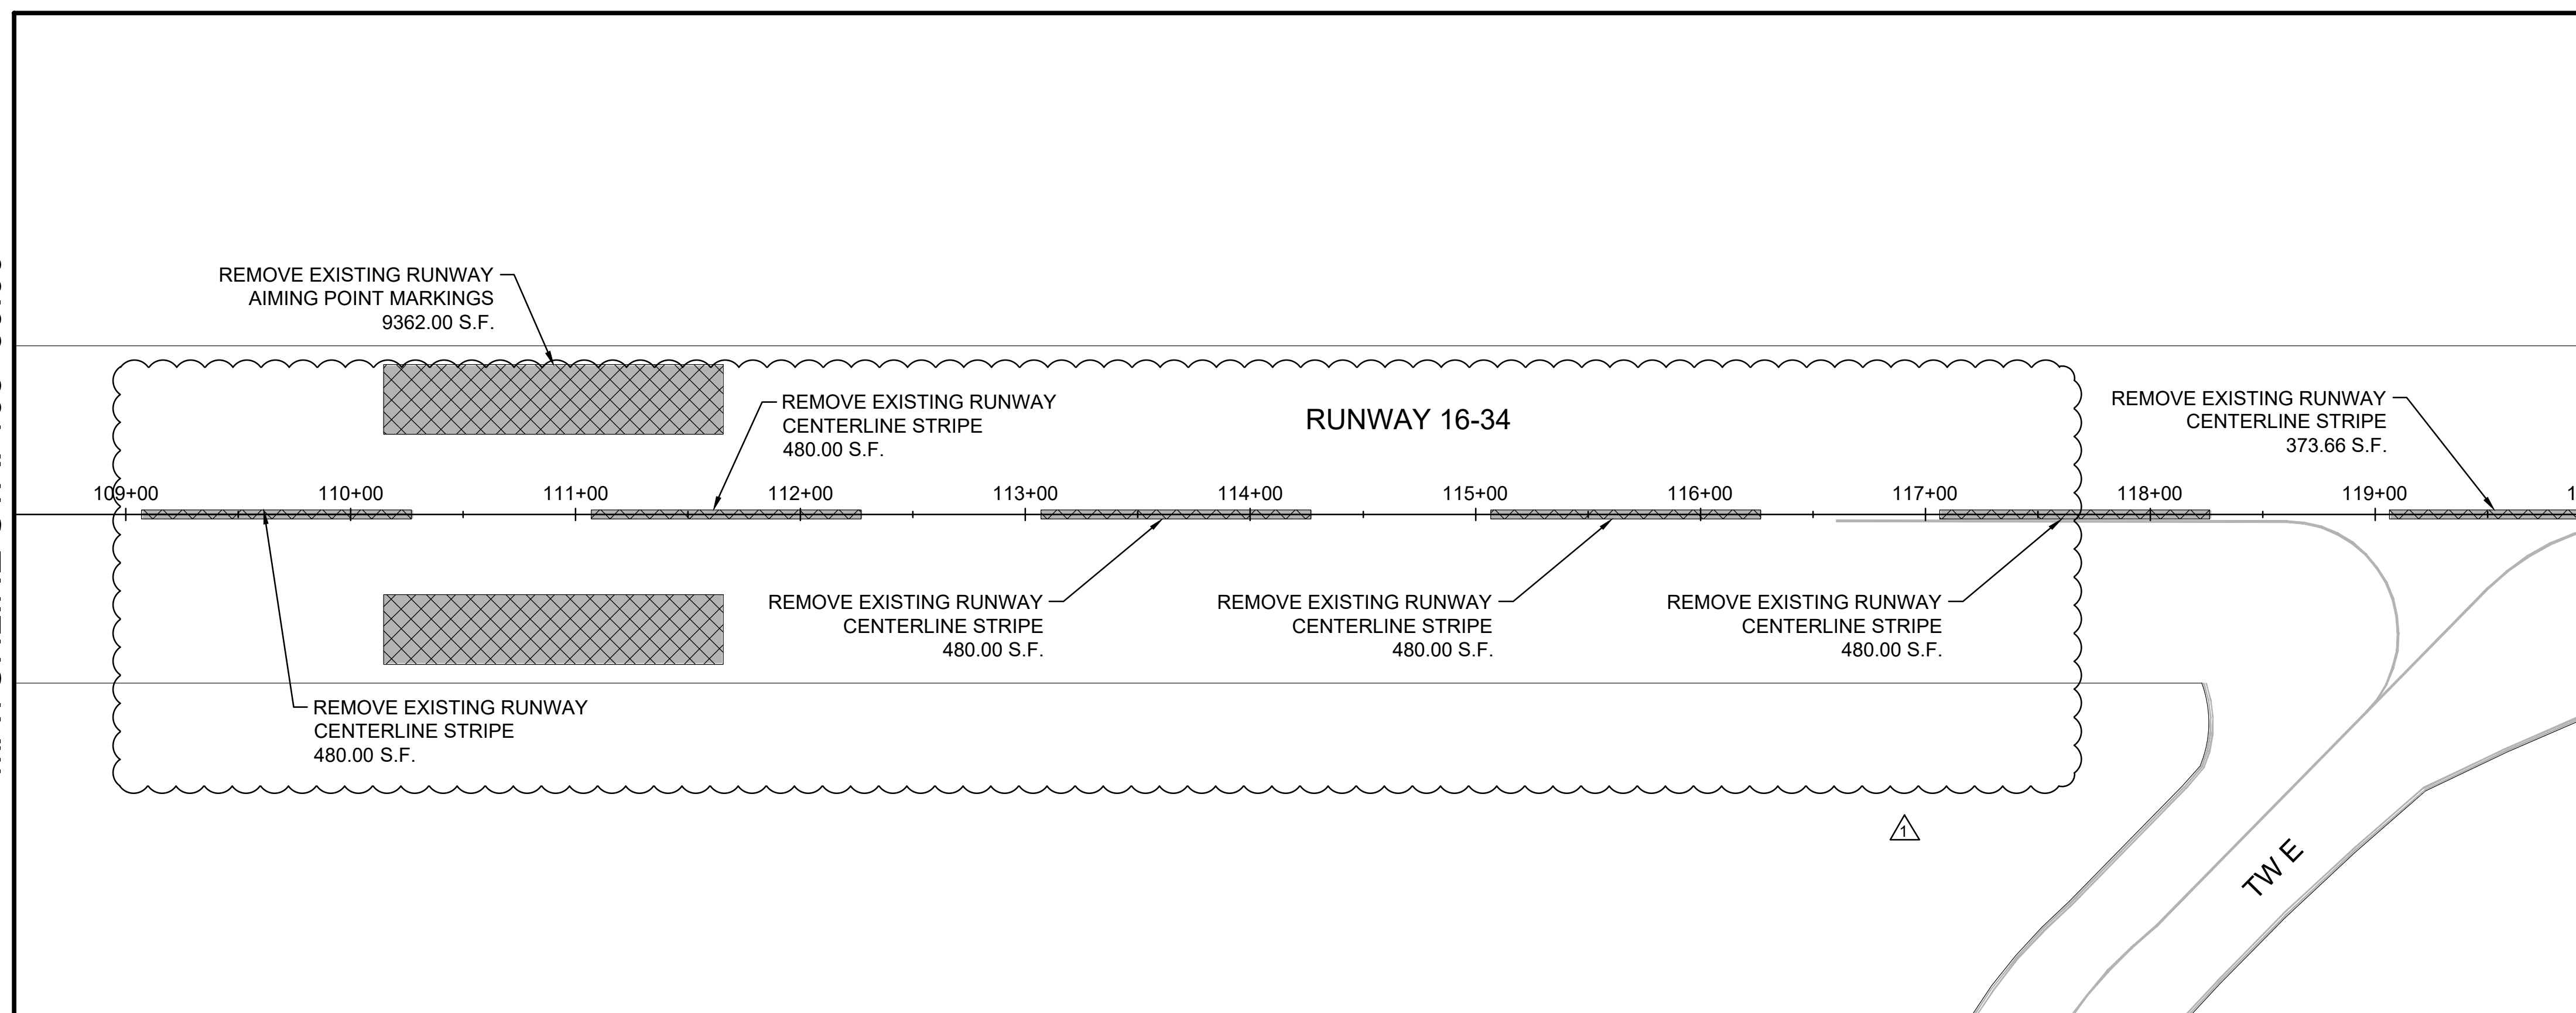 REMOVE EXISTING RUNWAY
AIMING POINT MARKINGS
9362.00 S.F.
REMOVE EXISTING RUNWAY
CENTERLINE STRIPE
480.00 S.F.
RUNWAY 16-34
REMOVE EXISTING RUNWAY
CENTERLINE STRIPE
373.66 S.F.
109+00 110+00 111+00 112+00 113+00 114+00 115+00 116+00 117+00 118+00 119+00
REMOVE EXISTING RUNWAY
CENTERLINE STRIPE
480.00 S.F.
REMOVE EXISTING RUNWAY
CENTERLINE STRIPE
480.00 S.F.
REMOVE EXISTING RUNWAY
CENTERLINE STRIPE
480.00 S.F.
REMOVE EXISTING RUNWAY
CENTERLINE STRIPE
480.00 S.F.
1
TW E